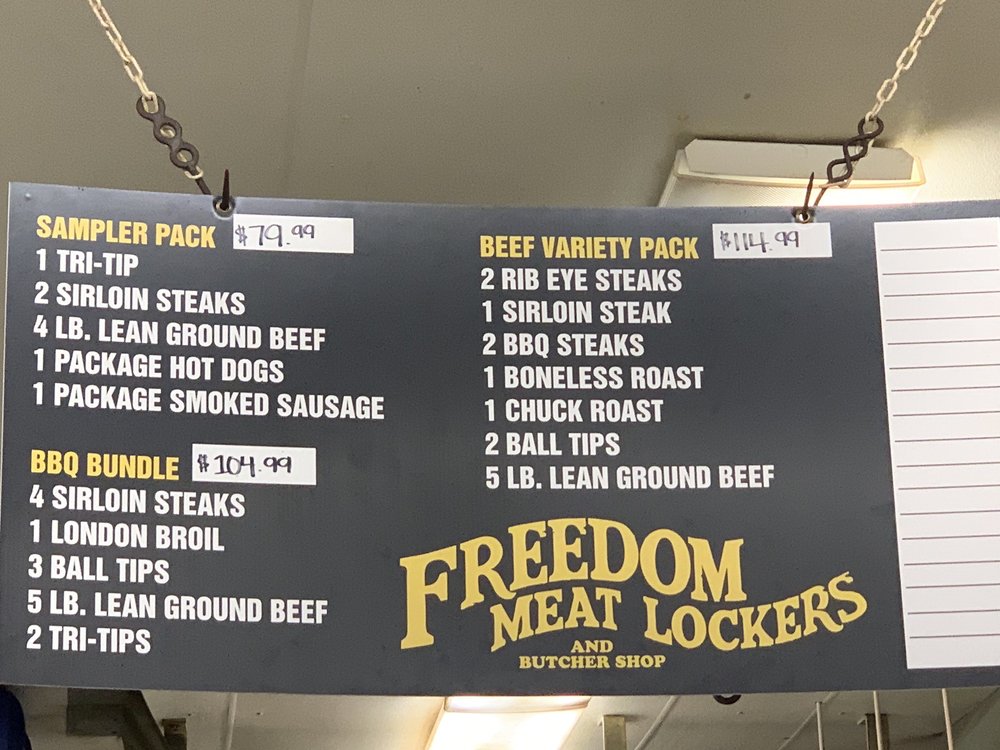 SAMPLER PACK $79.99
1 TRI-TIP
2 SIRLOIN STEAKS
4 LB. LEAN GROUND BEEF
1 PACKAGE HOT DOGS
1 PACKAGE SMOKED SAUSAGE
BBQ BUNDLE $104.99
4 SIRLOIN STEAKS
1 LONDON BROIL
3 BALL TIPS
5 LB. LEAN GROUND BEEF
2 TRI-TIPS
BEEF VARIETY PACK $114.99
2 RIB EYE STEAKS
1 SIRLOIN STEAK
2 BBQ STEAKS
1 BONELESS ROAST
1 CHUCK ROAST
2 BALL TIPS
5 LB. LEAN GROUND BEEF
FREEDOM
MEAT LOCKERS
AND
BUTCHER SHOP